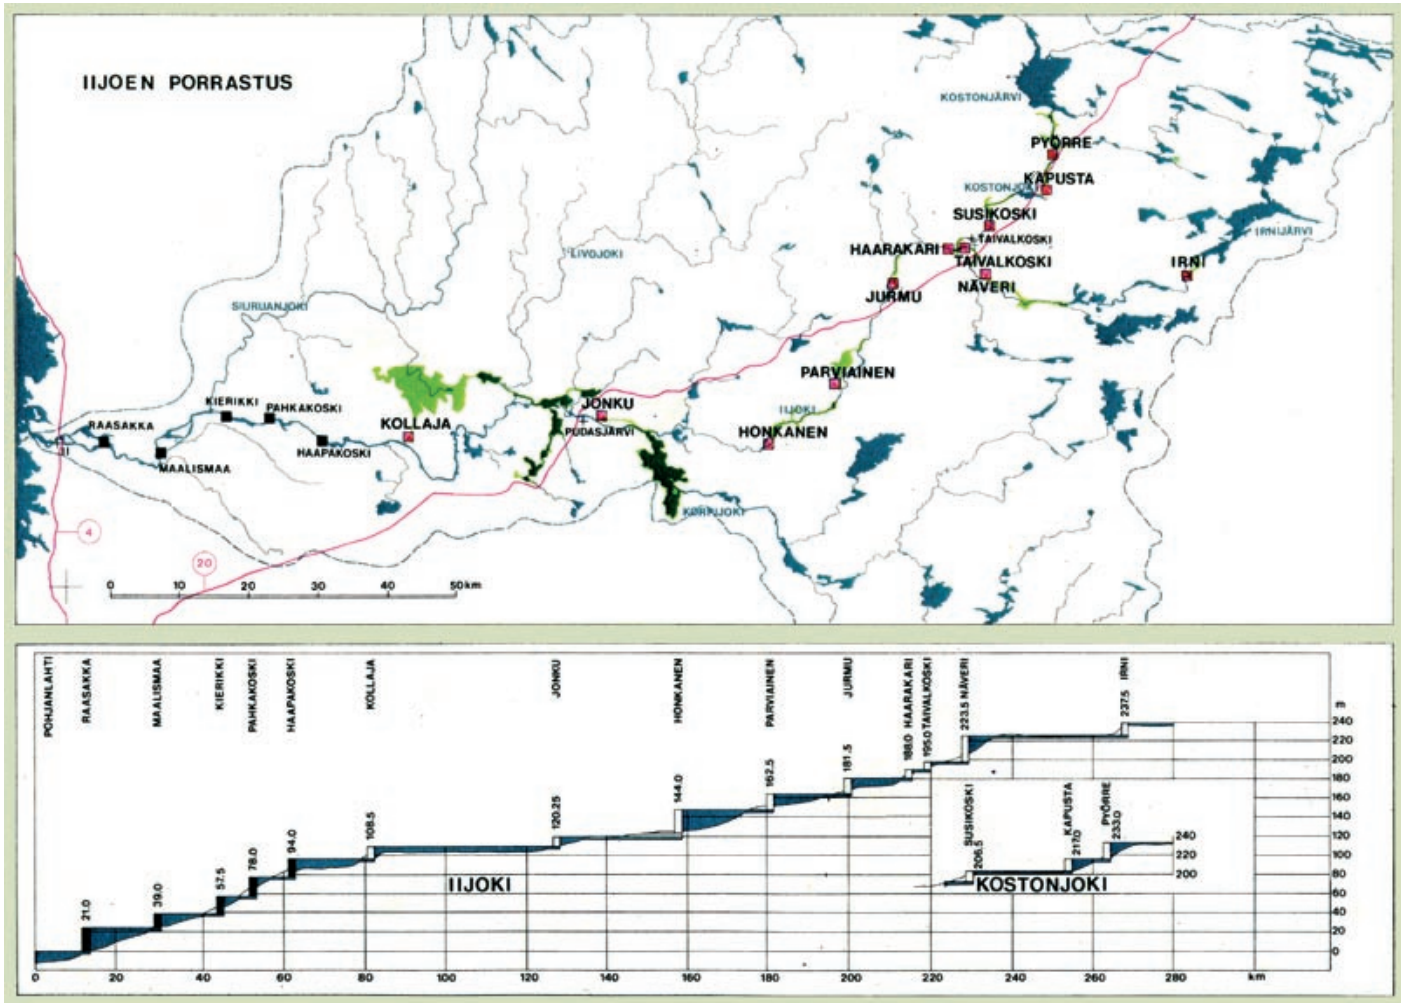 IIJOEN PORRASTUS
KOSTONJÄRVI
PYÖRRE
KAPUSTA
KOSTONJOKI
SUSIKOSKI
TAIVALKOSKI
HAARAKARI
TAIVALKOSKI
NÄVERI
IRNIJÄRVI
IRNI
JURMU
LIVOJOKI
SIURUANJOKI
PARVIAINEN
IIJOKI
HONKANEN
JONKU
PUDASJÄRVI
KOLLAJA
KIERIKKI
PAHKAKOSKI
RAASAKKA
HAAPAKOSKI
MAALISMAA
II
KORPIJOKI
4
20
0 10 20 30 40 50 km
POHJANLAHTI
RAASAKKA
MAALISMAA
KIERIKKI
PAHKAKOSKI
HAAPAKOSKI
KOLLAJA
JONKU
HONKANEN
PARVIAINEN
JURMU
188.0 HAARAKARI
195.0 TAIVALKOSKI
223.5 NÄVERI
237.5 IRNI
21.0
39.0
57.5
78.0
94.0
108.5
120.25
144.0
162.5
181.5
m
240
220
200
180
160
140
120
100
80
60
40
20
0
SUSIKOSKI
206.5
KAPUSTA
217.0
PYÖRRE
233.0
240
220
200
IIJOKI
KOSTONJOKI
0 20 40 60 80 100 120 140 160 180 200 220 240 260 280 km